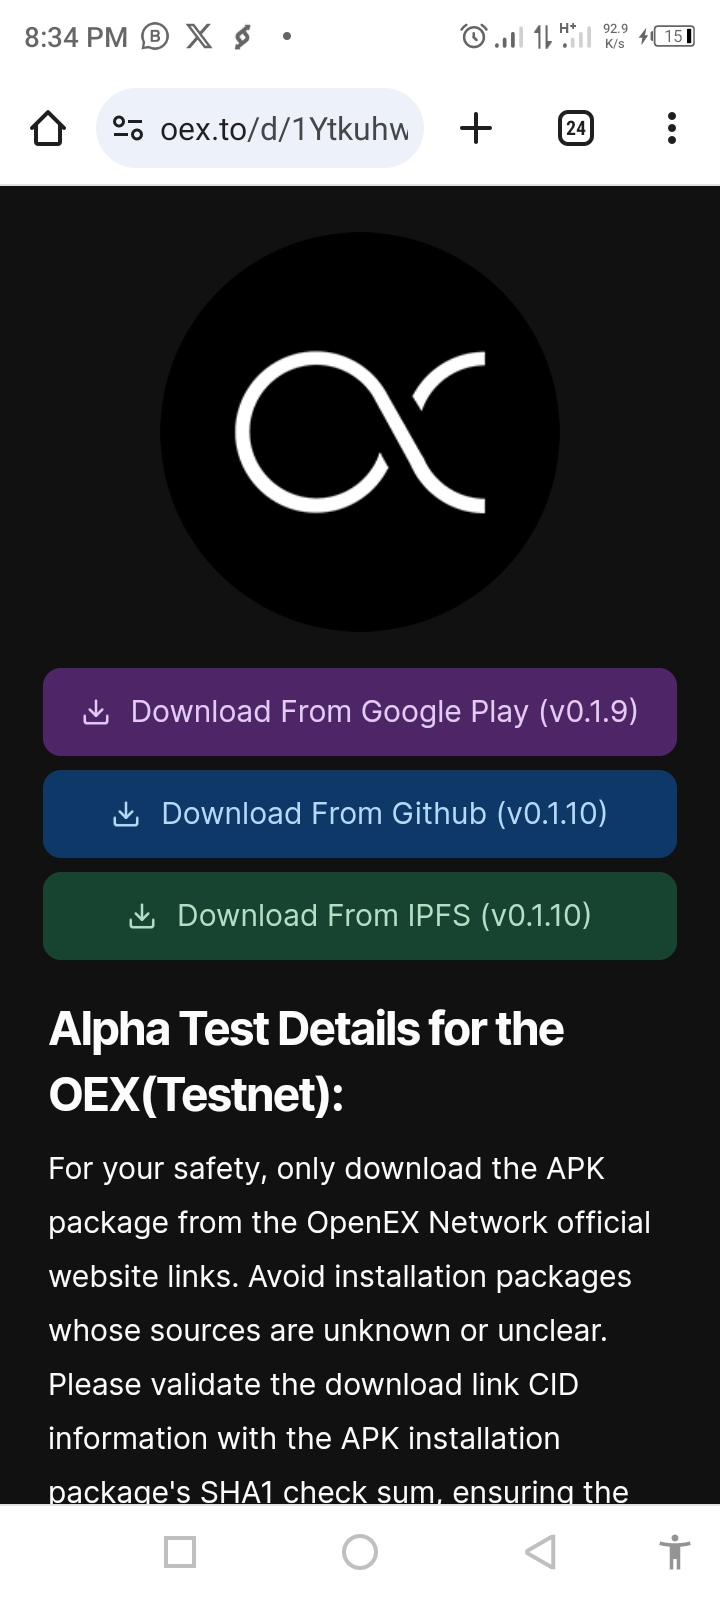 8:34 PM
H+
92.9
K/s
15
oex.to/d/1Ytkuhw
24
Download From Google Play (v0.1.9)
Download From Github (v0.1.10)
Download From IPFS (v0.1.10)
Alpha Test Details for the
OEX(Testnet):
For your safety, only download the APK
package from the OpenEX Network official
website links. Avoid installation packages
whose sources are unknown or unclear.
Please validate the download link CID
information with the APK installation
package's SHA1 check sum, ensuring the